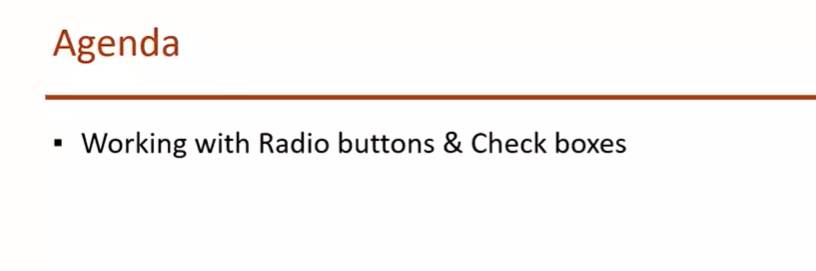 Agenda
▪ Working with Radio buttons & Check boxes